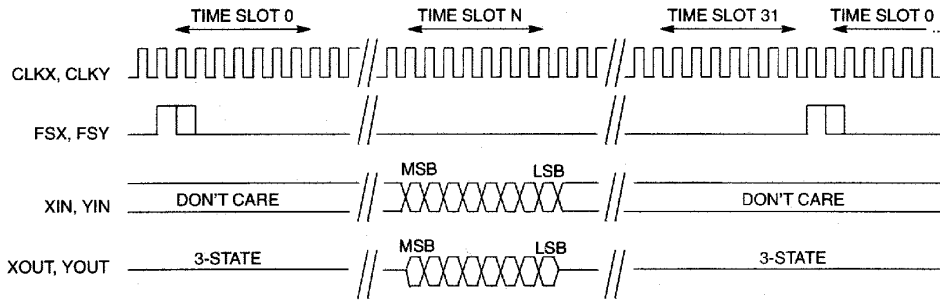 TIME SLOT 0 TIME SLOT N TIME SLOT 31 TIME SLOT 0 ...
CLKX, CLKY
FSX, FSY
MSB LSB
XIN, YIN DON'T CARE DON'T CARE
MSB LSB
XOUT, YOUT 3-STATE 3-STATE